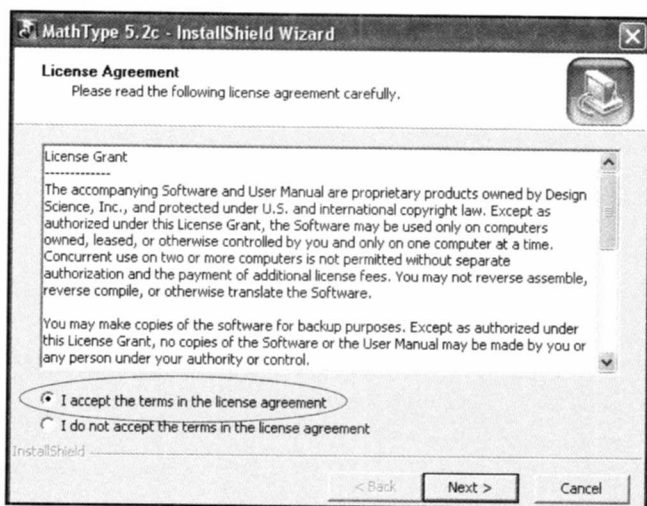 MathType 5.2c - InstallShield Wizard
License Agreement
Please read the following license agreement carefully.
License Grant
-------------
The accompanying Software and User Manual are proprietary products owned by Design
Science, Inc., and protected under U.S. and international copyright law. Except as
authorized under this License Grant, the Software may be used only on computers
owned, leased, or otherwise controlled by you and only on one computer at a time.
Concurrent use on two or more computers is not permitted without separate
authorization and the payment of additional license fees. You may not reverse assemble,
reverse compile, or otherwise translate the Software.
You may make copies of the software for backup purposes. Except as authorized under
this License Grant, no copies of the Software or the User Manual may be made by you or
any person under your authority or control.
I accept the terms in the license agreement
I do not accept the terms in the license agreement
InstallShield
< Back Next > Cancel